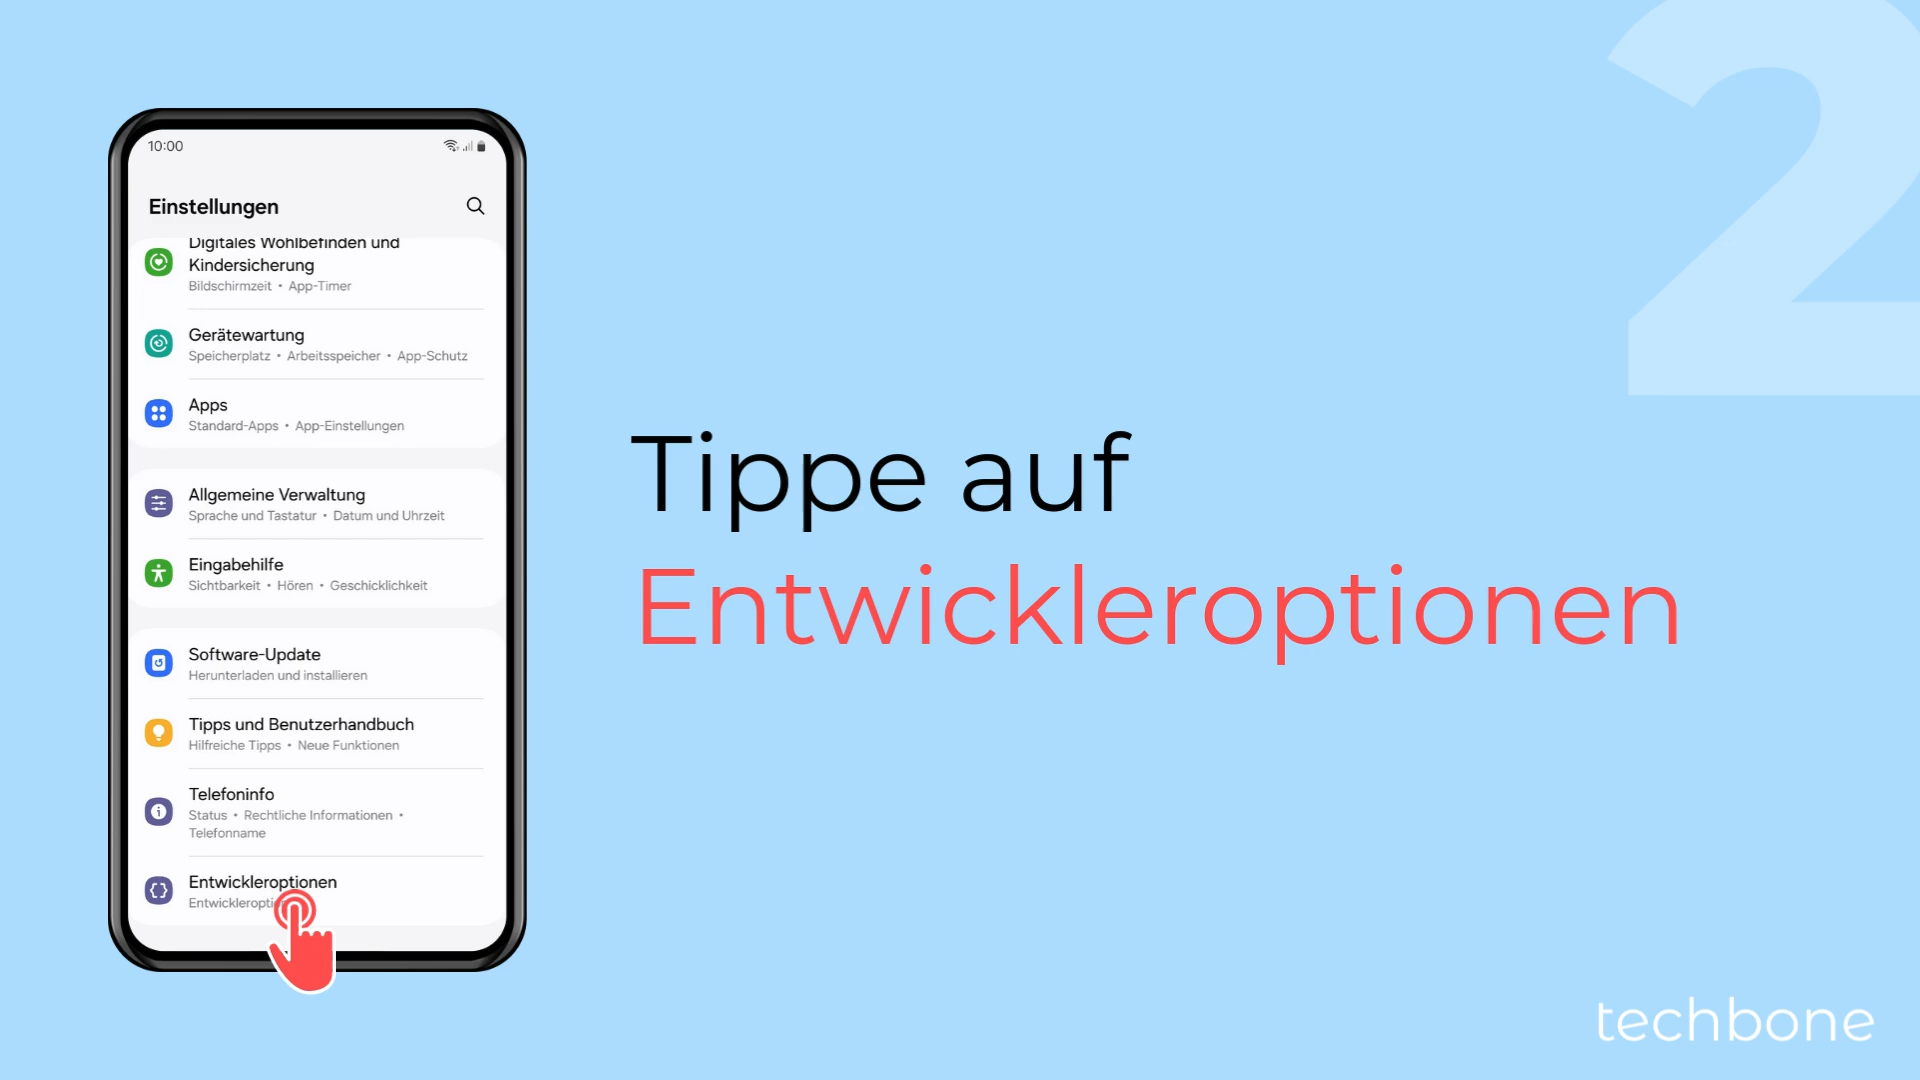 2
10:00
Einstellungen
Digitales Wohlbefinden und
Kindersicherung
Bildschirmzeit • App-Timer
Gerätewartung
Speicherplatz • Arbeitsspeicher • App-Schutz
Apps
Standard-Apps • App-Einstellungen
Allgemeine Verwaltung
Sprache und Tastatur • Datum und Uhrzeit
Eingabehilfe
Sichtbarkeit • Hören • Geschicklichkeit
Software-Update
Herunterladen und installieren
Tipps und Benutzerhandbuch
Hilfreiche Tipps • Neue Funktionen
Telefoninfo
Status • Rechtliche Informationen •
Telefonname
Entwickleroptionen
Tippe auf
Entwickleroptionen
techbone